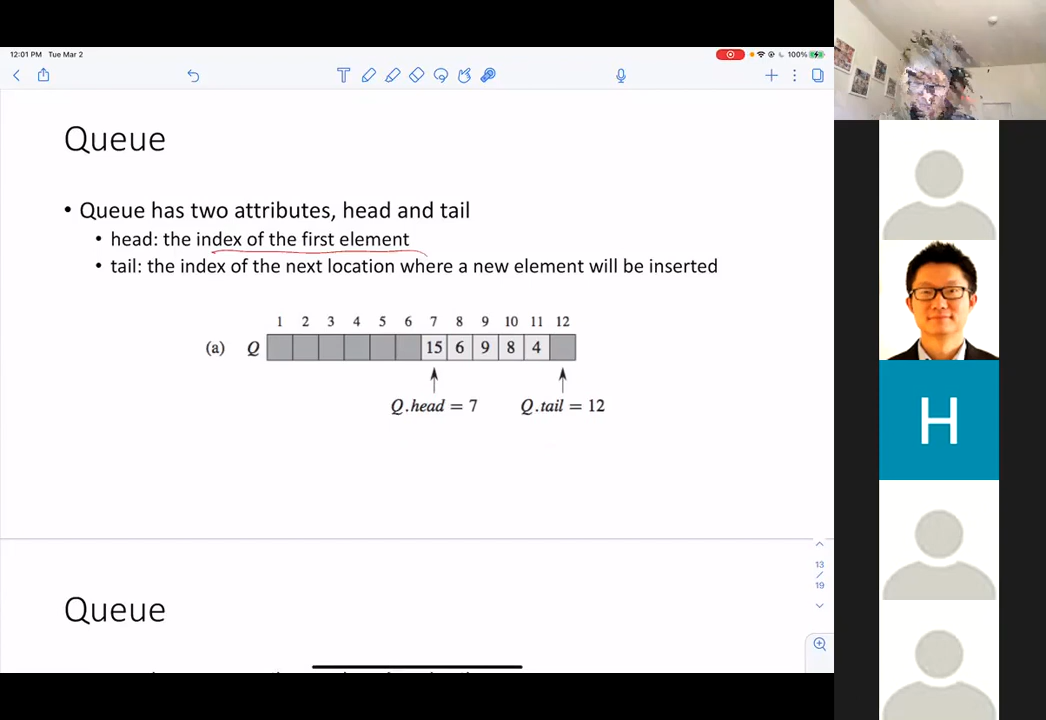 12:01 PM Tue Mar 2
100%
Queue
• Queue has two attributes, head and tail
• head: the index of the first element
• tail: the index of the next location where a new element will be inserted
1 2 3 4 5 6 7 8 9 10 11 12
(a) Q 15 6 9 8 4
Q.head = 7 Q.tail = 12
H
13
/
19
Queue